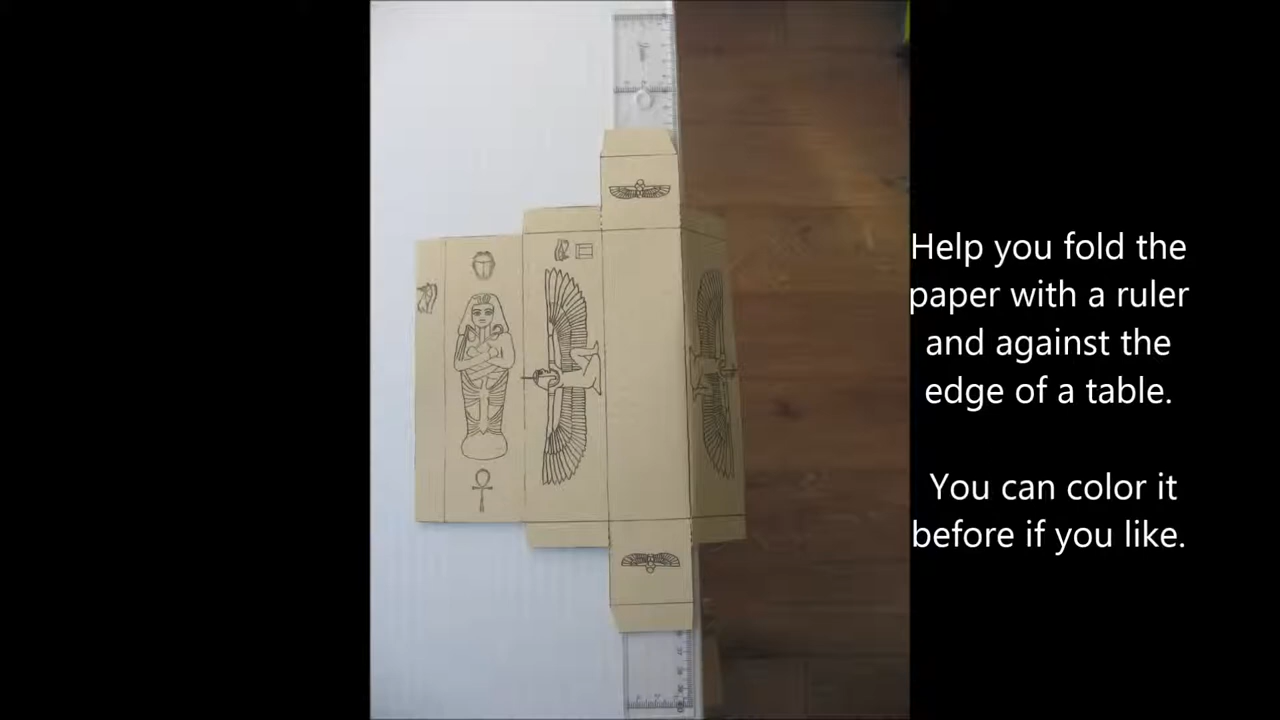 Help you fold the
paper with a ruler
and against the
edge of a table.
You can color it
before if you like.